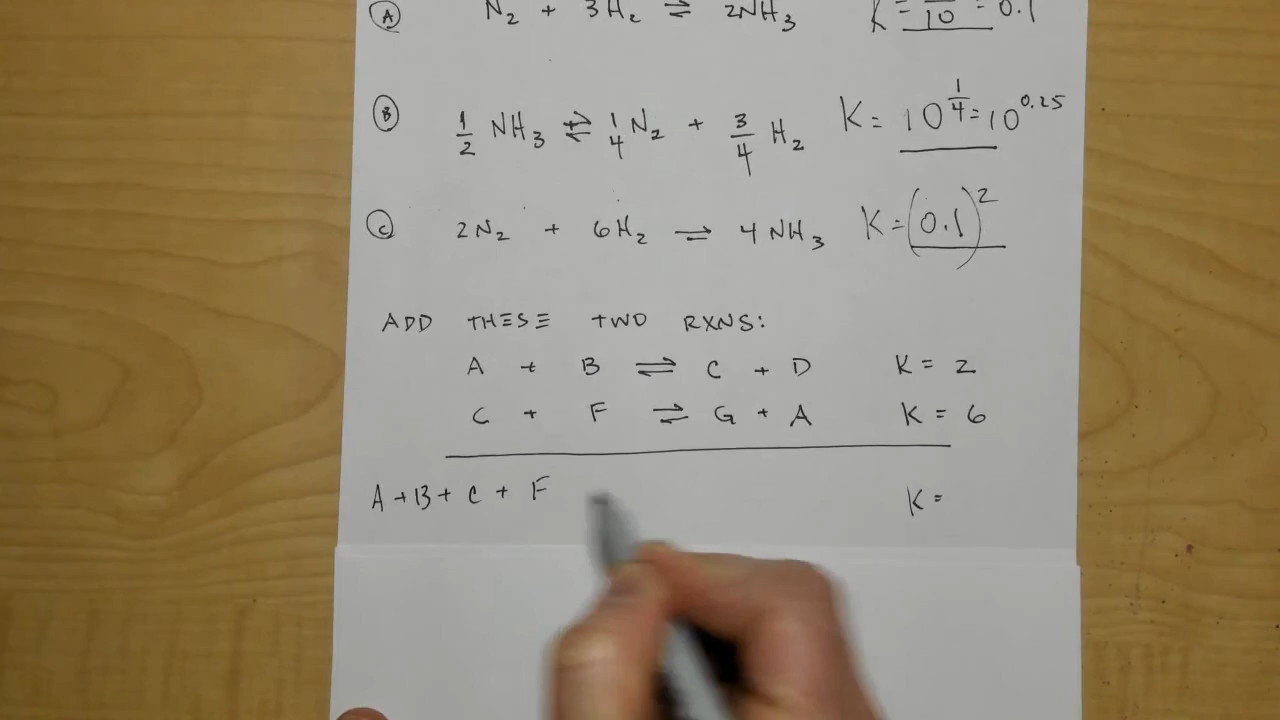 Ⓐ N₂ + 3H₂ ⇌ 2NH₃ K = /10 = 0.1
Ⓑ 1/2 NH₃ ⇌ 1/4 N₂ + 3/4 H₂ K = 10^1/4 = 10^0.25
Ⓒ 2N₂ + 6H₂ ⇌ 4NH₃ K = (0.1)²
ADD THESE TWO RXNS:
A + B ⇌ C + D K = 2
C + F ⇌ G + A K = 6
A + B + C + F K =